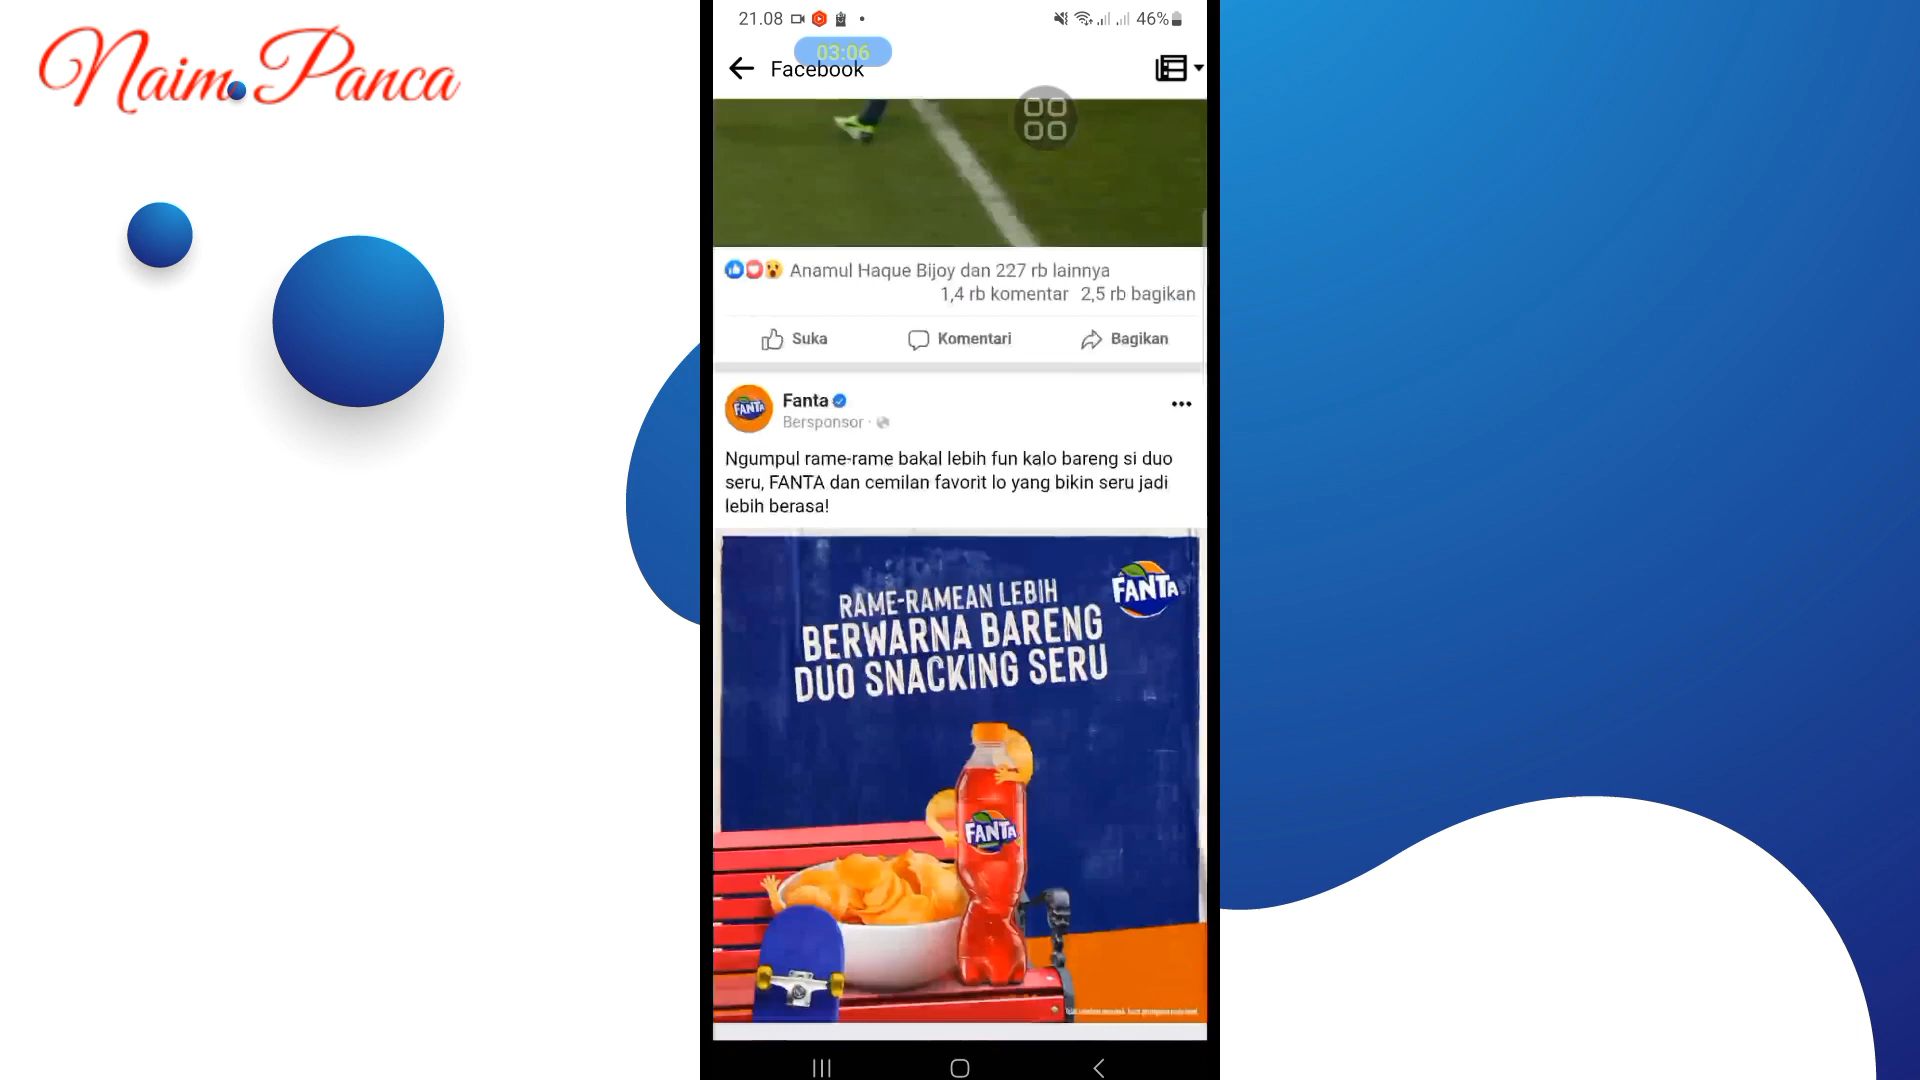 Naim Panca
21.08
46%
03:06
Facebook
Anamul Haque Bijoy dan 227 rb lainnya
1,4 rb komentar 2,5 rb bagikan
Suka Komentari Bagikan
FANTA
Fanta
Bersponsor ·
Ngumpul rame-rame bakal lebih fun kalo bareng si duo
seru, FANTA dan cemilan favorit lo yang bikin seru jadi
lebih berasa!
FANTA
RAME-RAMEAN LEBIH
BERWARNA BARENG
DUO SNACKING SERU
FANTA